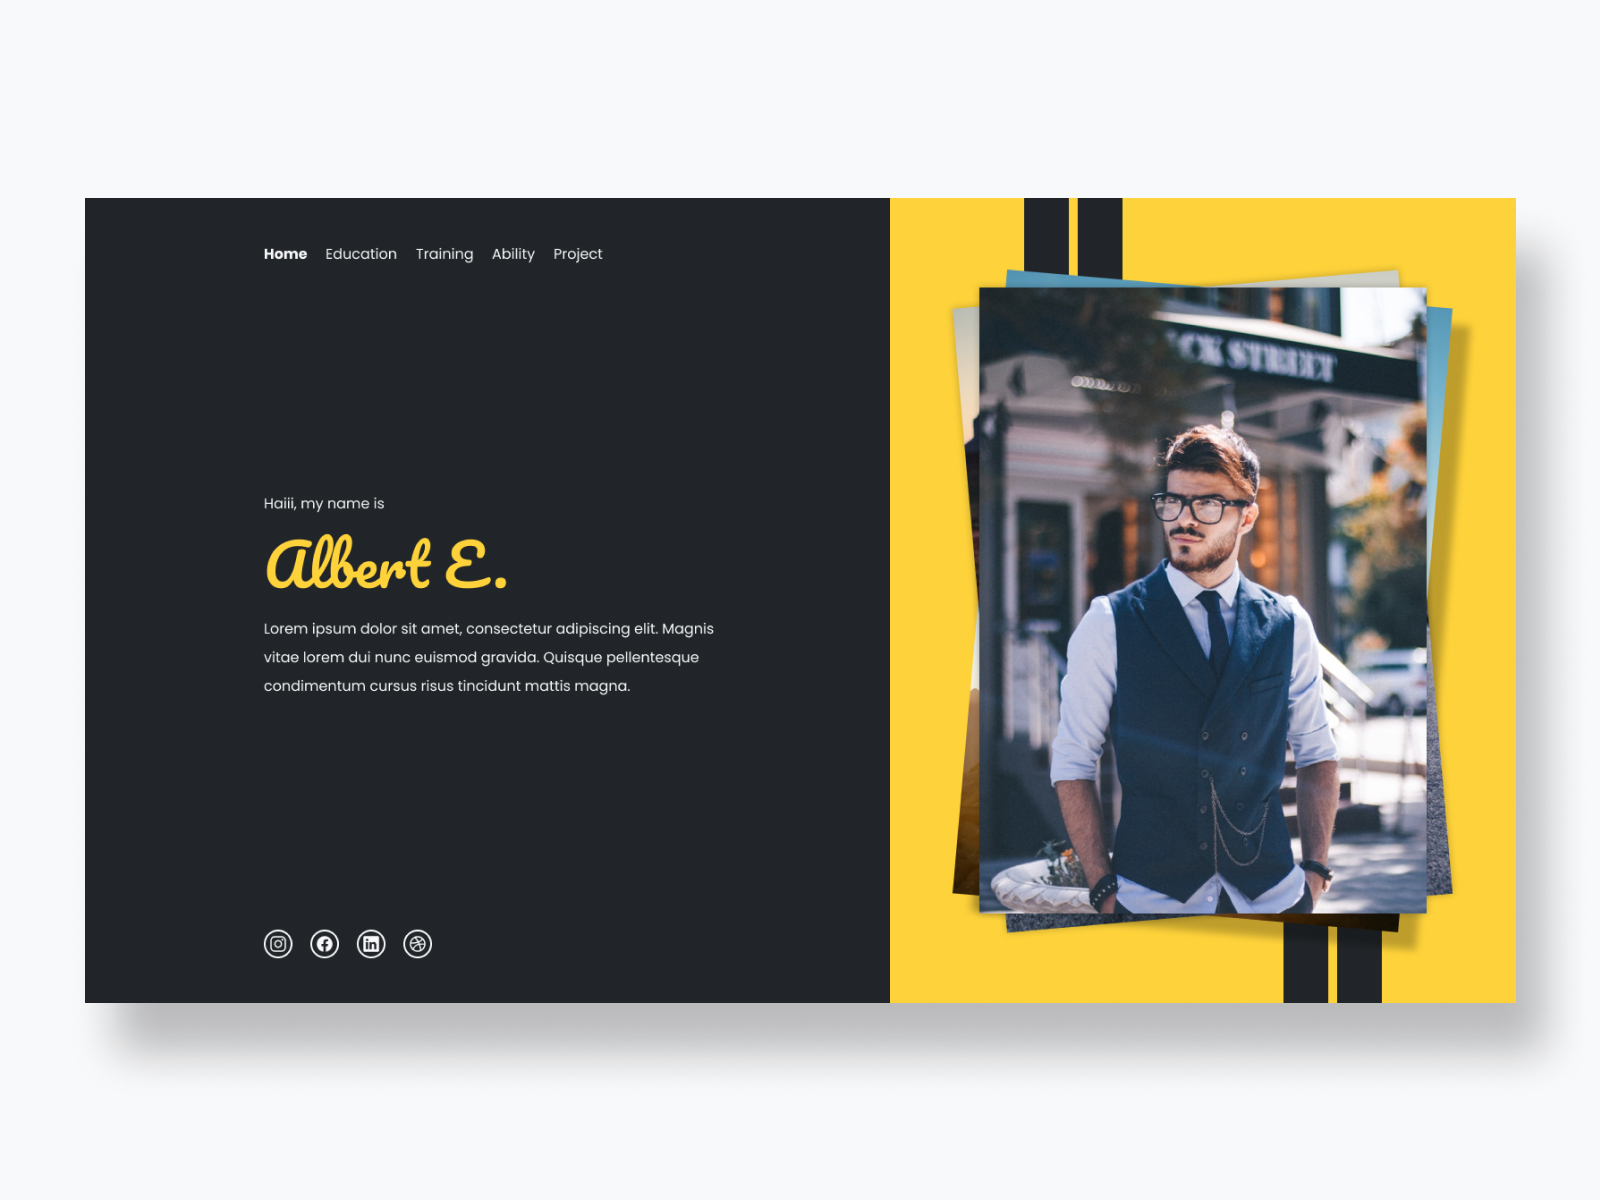 Home Education Training Ability Project
CK STREET
Haiii, my name is
Albert E.
Lorem ipsum dolor sit amet, consectetur adipiscing elit. Magnis
vitae lorem dui nunc euismod gravida. Quisque pellentesque
condimentum cursus risus tincidunt mattis magna.